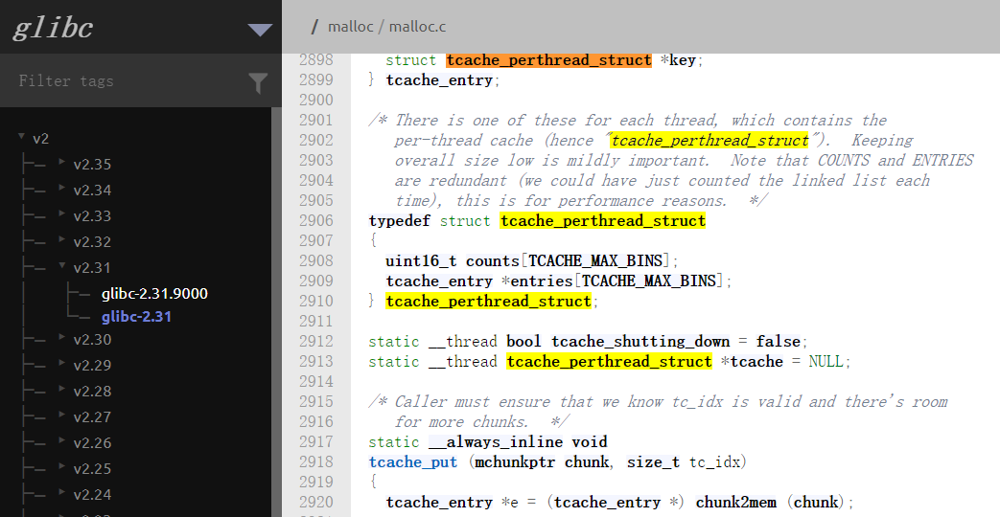 glibc
Filter tags
v2
v2.35
v2.34
v2.33
v2.32
v2.31
glibc-2.31.9000
glibc-2.31
v2.30
v2.29
v2.28
v2.27
v2.26
v2.25
v2.24
/ malloc / malloc.c
2898 struct tcache_perthread_struct *key;
2899 } tcache_entry;
2900
2901 /* There is one of these for each thread, which contains the
2902 per-thread cache (hence "tcache_perthread_struct"). Keeping
2903 overall size low is mildly important. Note that COUNTS and ENTRIES
2904 are redundant (we could have just counted the linked list each
2905 time), this is for performance reasons. */
2906 typedef struct tcache_perthread_struct
2907 {
2908 uint16_t counts[TCACHE_MAX_BINS];
2909 tcache_entry *entries[TCACHE_MAX_BINS];
2910 } tcache_perthread_struct;
2911
2912 static __thread bool tcache_shutting_down = false;
2913 static __thread tcache_perthread_struct *tcache = NULL;
2914
2915 /* Caller must ensure that we know tc_idx is valid and there's room
2916 for more chunks. */
2917 static __always_inline void
2918 tcache_put (mchunkptr chunk, size_t tc_idx)
2919 {
2920 tcache_entry *e = (tcache_entry *) chunk2mem (chunk);